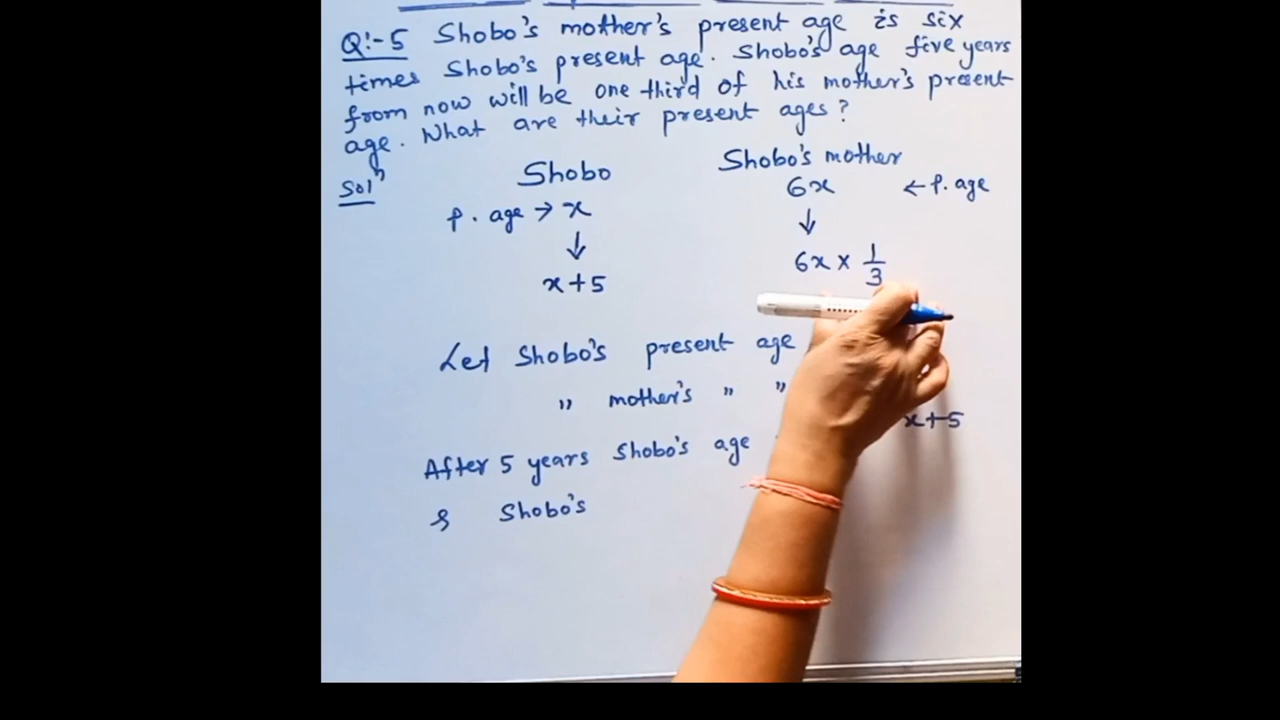 Q!-5 Shobo's mother's present age is six
times Shobo's present age. Shobo's age five years
from now will be one third of his mother's present
age. What are their present ages?
Solⁿ
Shobo
Shobo's mother
p. age → x
6x ← p. age
↓
↓
x+5
6x × 1/3
Let Shobo's present age
" mother's " "
x+5
After 5 years Shobo's age
& Shobo's